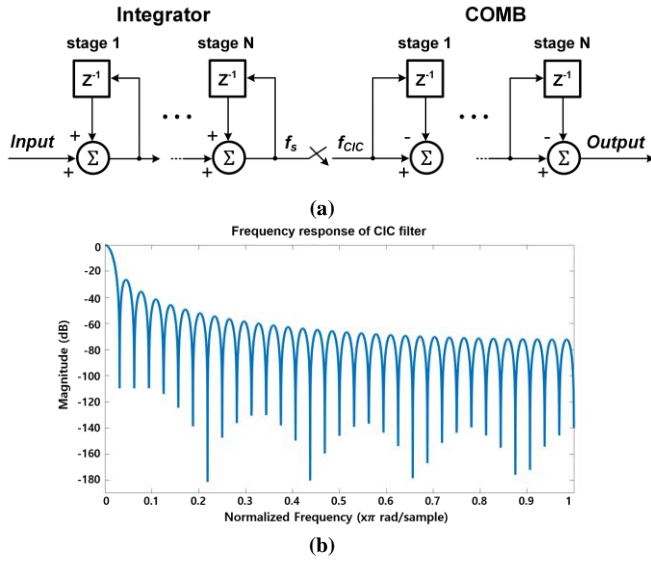 Integrator COMB
stage 1 stage N stage 1 stage N
Z⁻¹ Z⁻¹ Z⁻¹ Z⁻¹
... ...
Input + + Σ + + Σ fs fCIC - + Σ - + Σ Output
(a)
Frequency response of CIC filter
Magnitude (dB)
0
-20
-40
-60
-80
-100
-120
-140
-160
-180
0 0.1 0.2 0.3 0.4 0.5 0.6 0.7 0.8 0.9 1
Normalized Frequency (xπ rad/sample)
(b)